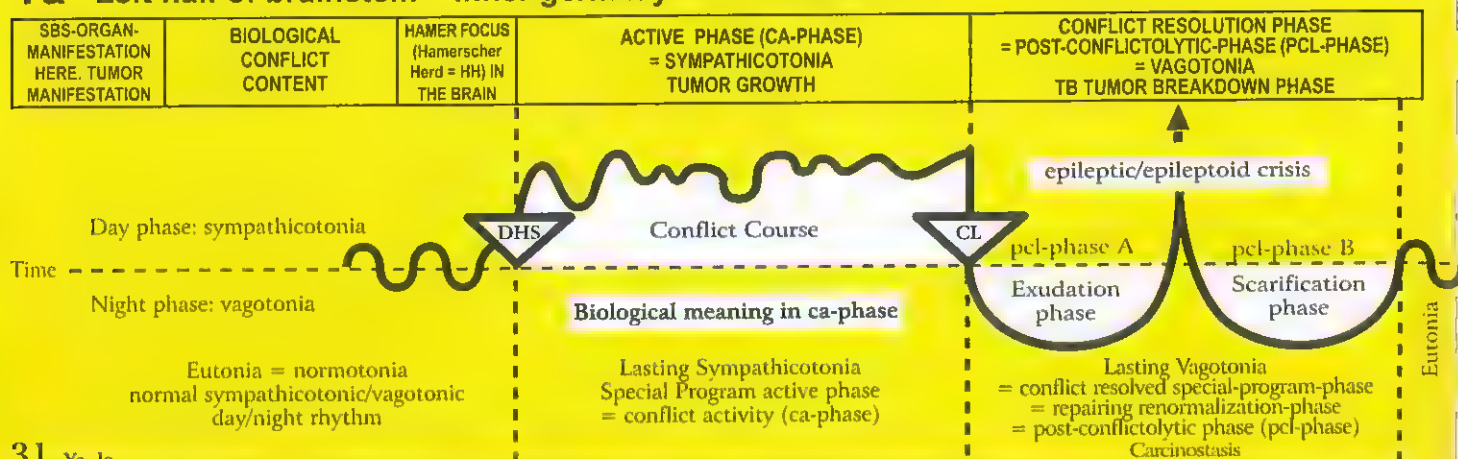 SBS-ORGAN-
MANIFESTATION
HERE. TUMOR
MANIFESTATION
BIOLOGICAL
CONFLICT
CONTENT
HAMER FOCUS
(Hamerscher
Herd = HH) IN
THE BRAIN
ACTIVE PHASE (CA-PHASE)
= SYMPATHICOTONIA
TUMOR GROWTH
CONFLICT RESOLUTION PHASE
= POST-CONFLICTOLYTIC-PHASE (PCL-PHASE)
= VAGOTONIA
TB TUMOR BREAKDOWN PHASE
epileptic/epileptoid crisis
Day phase: sympathicotonia
DHS
Conflict Course
CL
pcl-phase A
pcl-phase B
Time
Night phase: vagotonia
Biological meaning in ca-phase
Exudation
phase
Scarification
phase
Eutonia
Eutonia = normotonia
normal sympathicotonic/vagotonic
day/night rhythm
Lasting Sympathicotonia
Special Program active phase
= conflict activity (ca-phase)
Lasting Vagotonia
= conflict resolved special-program-phase
= repairing renormalization-phase
= post-conflictolytic phase (pcl-phase)
Carcinostasis
31